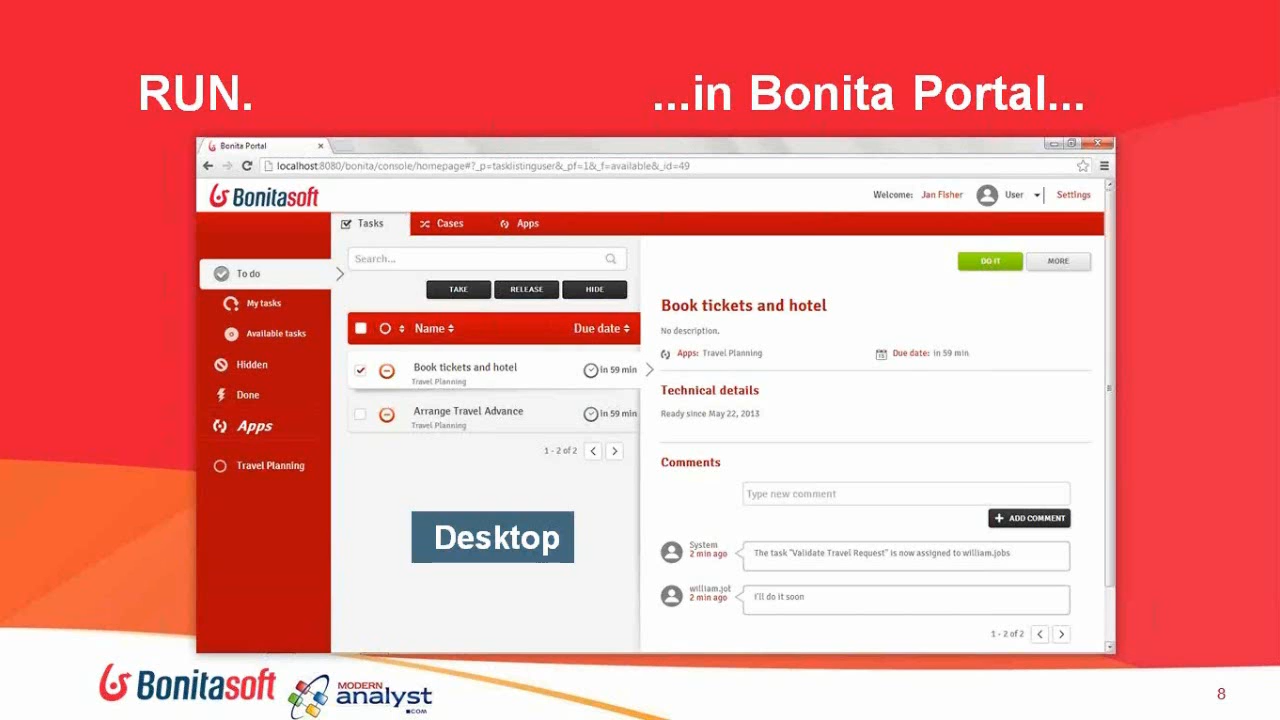 RUN. ...in Bonita Portal...
Bonita Portal
localhost:8080/bonita/console/homepage#?_p=tasklistinguser&_pf=1&_f=available&_id=49
Bonitasoft
Welcome: Jan Fisher User Settings
Tasks Cases Apps
To do
My tasks
Available tasks
Hidden
Done
Apps
Travel Planning
Search...
TAKE RELEASE HIDE
Name Due date
Book tickets and hotel in 59 min
Travel Planning
Arrange Travel Advance in 59 min
Travel Planning
1 - 2 of 2
Desktop
DO IT MORE
Book tickets and hotel
No description.
Apps: Travel Planning Due date: in 59 min
Technical details
Ready since May 22, 2013
Comments
Type new comment
+ ADD COMMENT
System
2 min ago
The task "Validate Travel Request" is now assigned to william.jobs
william.jol
2 min ago
I'll do it soon
1 - 2 of 2
Bonitasoft
MODERN
analyst
.COM
8